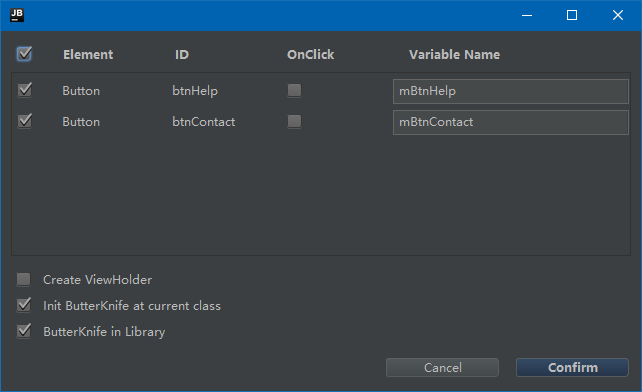 JB
Element ID OnClick Variable Name
Button btnHelp mBtnHelp
Button btnContact mBtnContact
Create ViewHolder
Init ButterKnife at current class
ButterKnife in Library
Cancel Confirm